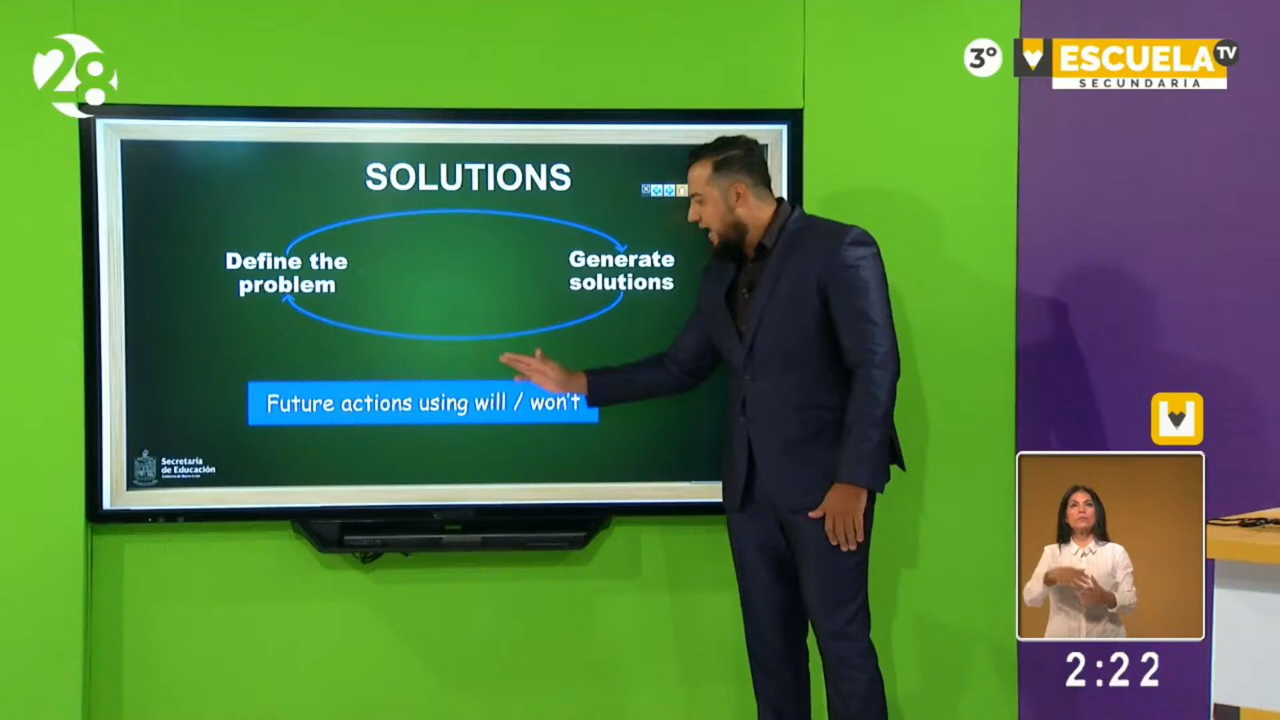 28
3º
ESCUELA TV
SECUNDARIA
SOLUTIONS
Define the
problem
Generate
solutions
Future actions using will / won't
Secretaría
de Educación
2:22